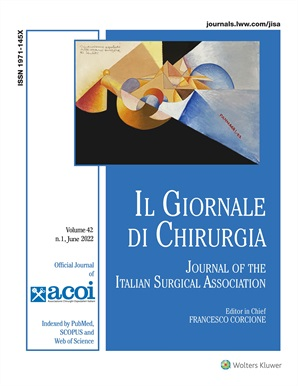 journals.lww.com/jisa
ISSN 1971-145X
Volume 42
n.1, June 2022
Official Journal
of
acoi
Indexed by PubMed,
SCOPUS and
Web of Science
IL GIORNALE
DI CHIRURGIA
JOURNAL OF THE
ITALIAN SURGICAL ASSOCIATION
Editor in Chief
FRANCESCO CORCIONE
Wolters Kluwer